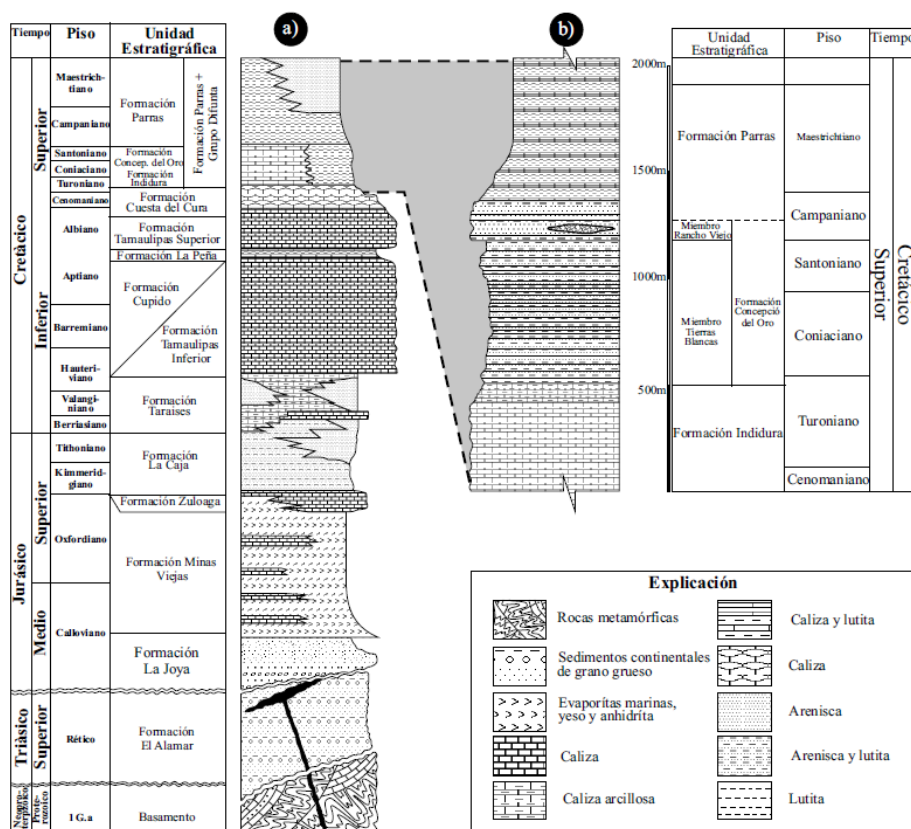 a)
b)
Tiempo
Piso
Unidad
Estratigráfica
Cretácico
Superior
Inferior
Maestrich-
tiano
Campaniano
Santoniano
Coniaciano
Turoniano
Cenomaniano
Albiano
Aptiano
Barremiano
Hauteri-
viano
Valangi-
niano
Berriasiano
Formación
Parras
Formación Parras +
Grupo Difunta
Formación
Concep. del Oro
Formación
Indidura
Formación
Cuesta del Cura
Formación
Tamaulipas Superior
Formación La Peña
Formación
Cupido
Formación
Tamaulipas
Inferior
Formación
Taraises
Jurásico
Superior
Medio
Tithoniano
Kimmerid-
giano
Oxfordiano
Calloviano
Formación
La Caja
Formación Zuloaga
Formación Minas
Viejas
Formación
La Joya
Triásico
Superior
Rético
Formación
El Alamar
Prote-
rozoico
1 G.a
Basamento
2000m
1500m
1000m
500m
Unidad
Estratigráfica
Piso
Tiempo
Formación Parras
Miembro
Rancho Viejo
Miembro
Tierras
Blancas
Formación
Concepció
del Oro
Formación Indidura
Maestrichtiano
Campaniano
Santoniano
Coniaciano
Turoniano
Cenomaniano
Cretácico
Superior
Explicación
Rocas metamórficas
Sedimentos continentales
de grano grueso
Evaporítas marinas,
yeso y anhidríta
Caliza
Caliza arcillosa
Caliza y lutita
Caliza
Arenisca
Arenisca y lutita
Lutita